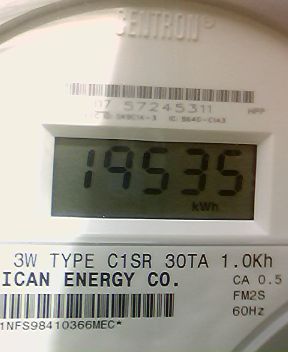 CENTRON®
07 57245311 HPP
19535
kWh
3W TYPE C1SR 30TA 1.0Kh
ICAN ENERGY CO. CA 0.5
FM2S
60Hz
1NFS98410366MEC*